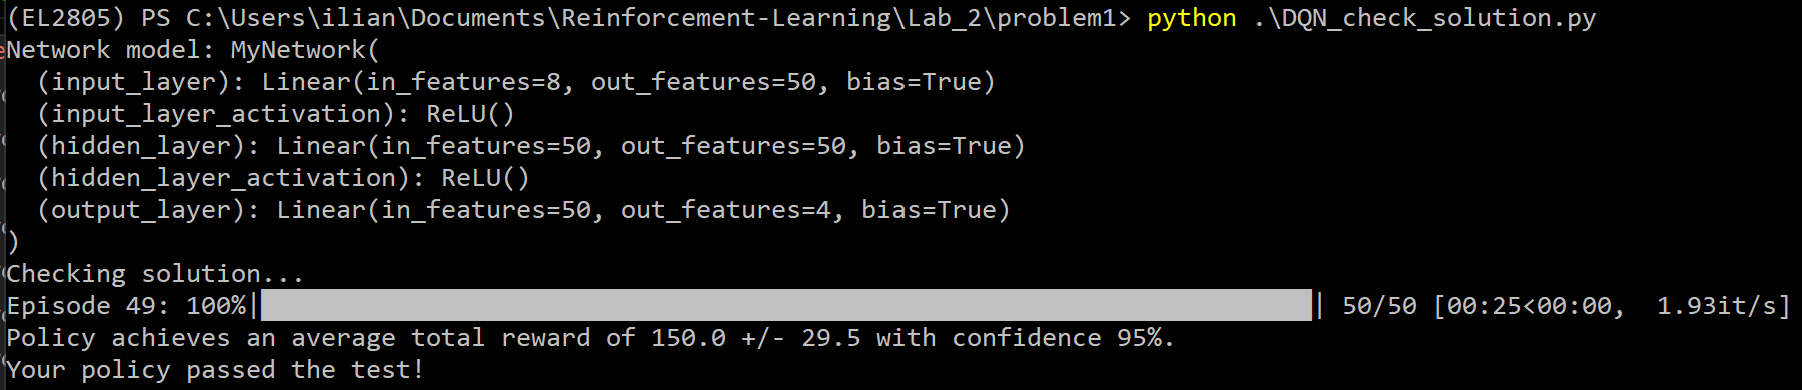 (EL2805) PS C:\Users\ilian\Documents\Reinforcement-Learning\Lab_2\problem1> python .\DQN_check_solution.py
Network model: MyNetwork(
  (input_layer): Linear(in_features=8, out_features=50, bias=True)
  (input_layer_activation): ReLU()
  (hidden_layer): Linear(in_features=50, out_features=50, bias=True)
  (hidden_layer_activation): ReLU()
  (output_layer): Linear(in_features=50, out_features=4, bias=True)
)
Checking solution...
Episode 49: 100%|██████████| 50/50 [00:25<00:00,  1.93it/s]
Policy achieves an average total reward of 150.0 +/- 29.5 with confidence 95%.
Your policy passed the test!